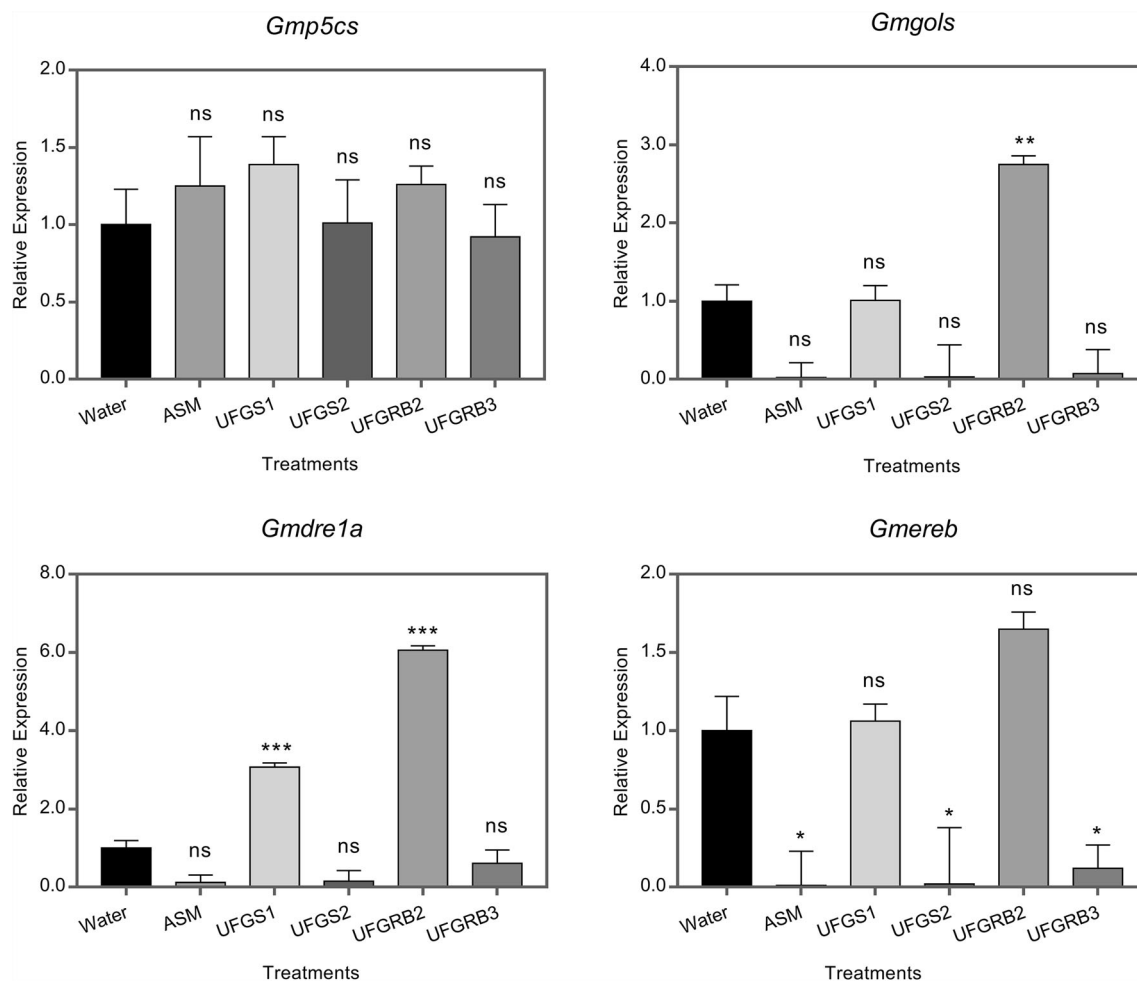 Gmp5cs
Relative Expression
2.0
1.5
1.0
0.5
0.0
ns
ns
ns
ns
ns
Water
ASM
UFGS1
UFGS2
UFGRB2
UFGRB3
Treatments
Gmgols
Relative Expression
4.0
3.0
2.0
1.0
0.0
ns
ns
ns
**
ns
Water
ASM
UFGS1
UFGS2
UFGRB2
UFGRB3
Treatments
Gmdre1a
Relative Expression
8.0
6.0
4.0
2.0
0.0
ns
***
ns
***
ns
Water
ASM
UFGS1
UFGS2
UFGRB2
UFGRB3
Treatments
Gmereb
Relative Expression
2.0
1.5
1.0
0.5
0.0
*
ns
*
ns
*
Water
ASM
UFGS1
UFGS2
UFGRB2
UFGRB3
Treatments